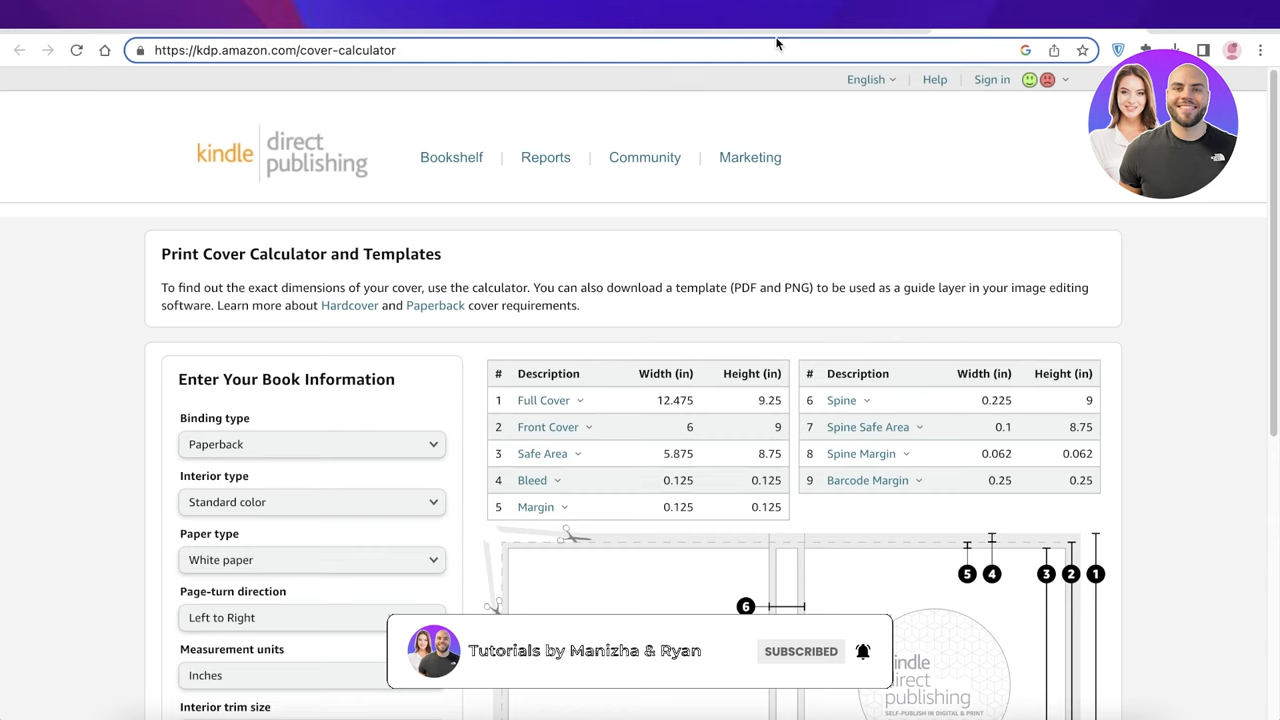 https://kdp.amazon.com/cover-calculator
English
Help
Sign in
kindle direct publishing
Bookshelf
Reports
Community
Marketing
Print Cover Calculator and Templates
To find out the exact dimensions of your cover, use the calculator. You can also download a template (PDF and PNG) to be used as a guide layer in your image editing
software. Learn more about Hardcover and Paperback cover requirements.
Enter Your Book Information
Binding type
Paperback
Interior type
Standard color
Paper type
White paper
Page-turn direction
Left to Right
Measurement units
Inches
Interior trim size
# Description Width (in) Height (in)
1 Full Cover 12.475 9.25
2 Front Cover 6 9
3 Safe Area 5.875 8.75
4 Bleed 0.125 0.125
5 Margin 0.125 0.125
# Description Width (in) Height (in)
6 Spine 0.225 9
7 Spine Safe Area 0.1 8.75
8 Spine Margin 0.062 0.062
9 Barcode Margin 0.25 0.25
5 4 3 2 1
6
kindle
direct
publishing
SELF-PUBLISH IN DIGITAL & PRINT
Tutorials by Manizha & Ryan
SUBSCRIBED